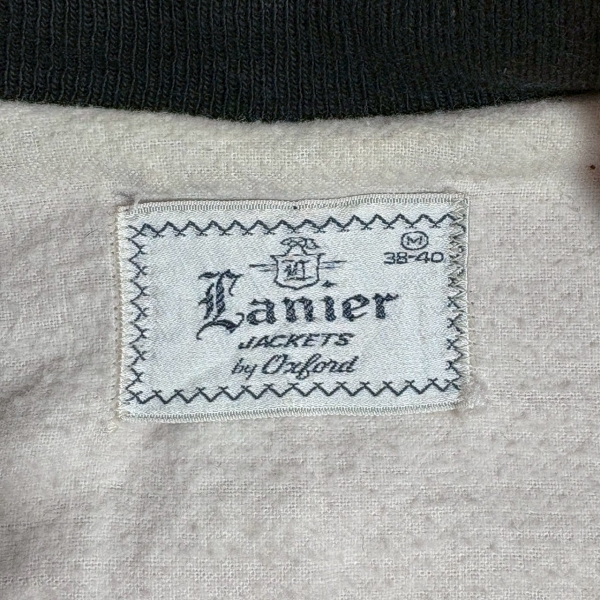 M
38-40
Lanier
JACKETS
by Oxford